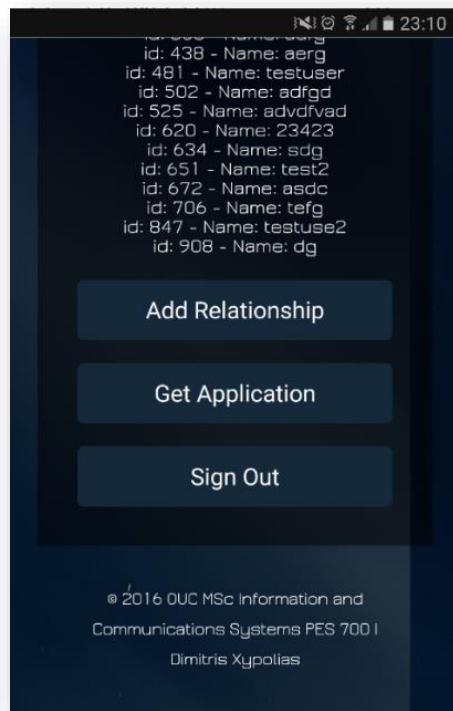 23:10
id: 438 - Name: aerg
id: 481 - Name: testuser
id: 502 - Name: adfgd
id: 525 - Name: advdfvad
id: 620 - Name: 23423
id: 634 - Name: sdg
id: 651 - Name: test2
id: 672 - Name: asdc
id: 706 - Name: tefg
id: 847 - Name: testuse2
id: 908 - Name: dg
Add Relationship
Get Application
Sign Out
© 2016 OUC MSc Information and
Communications Systems PES 700 |
Dimitris Xypolias